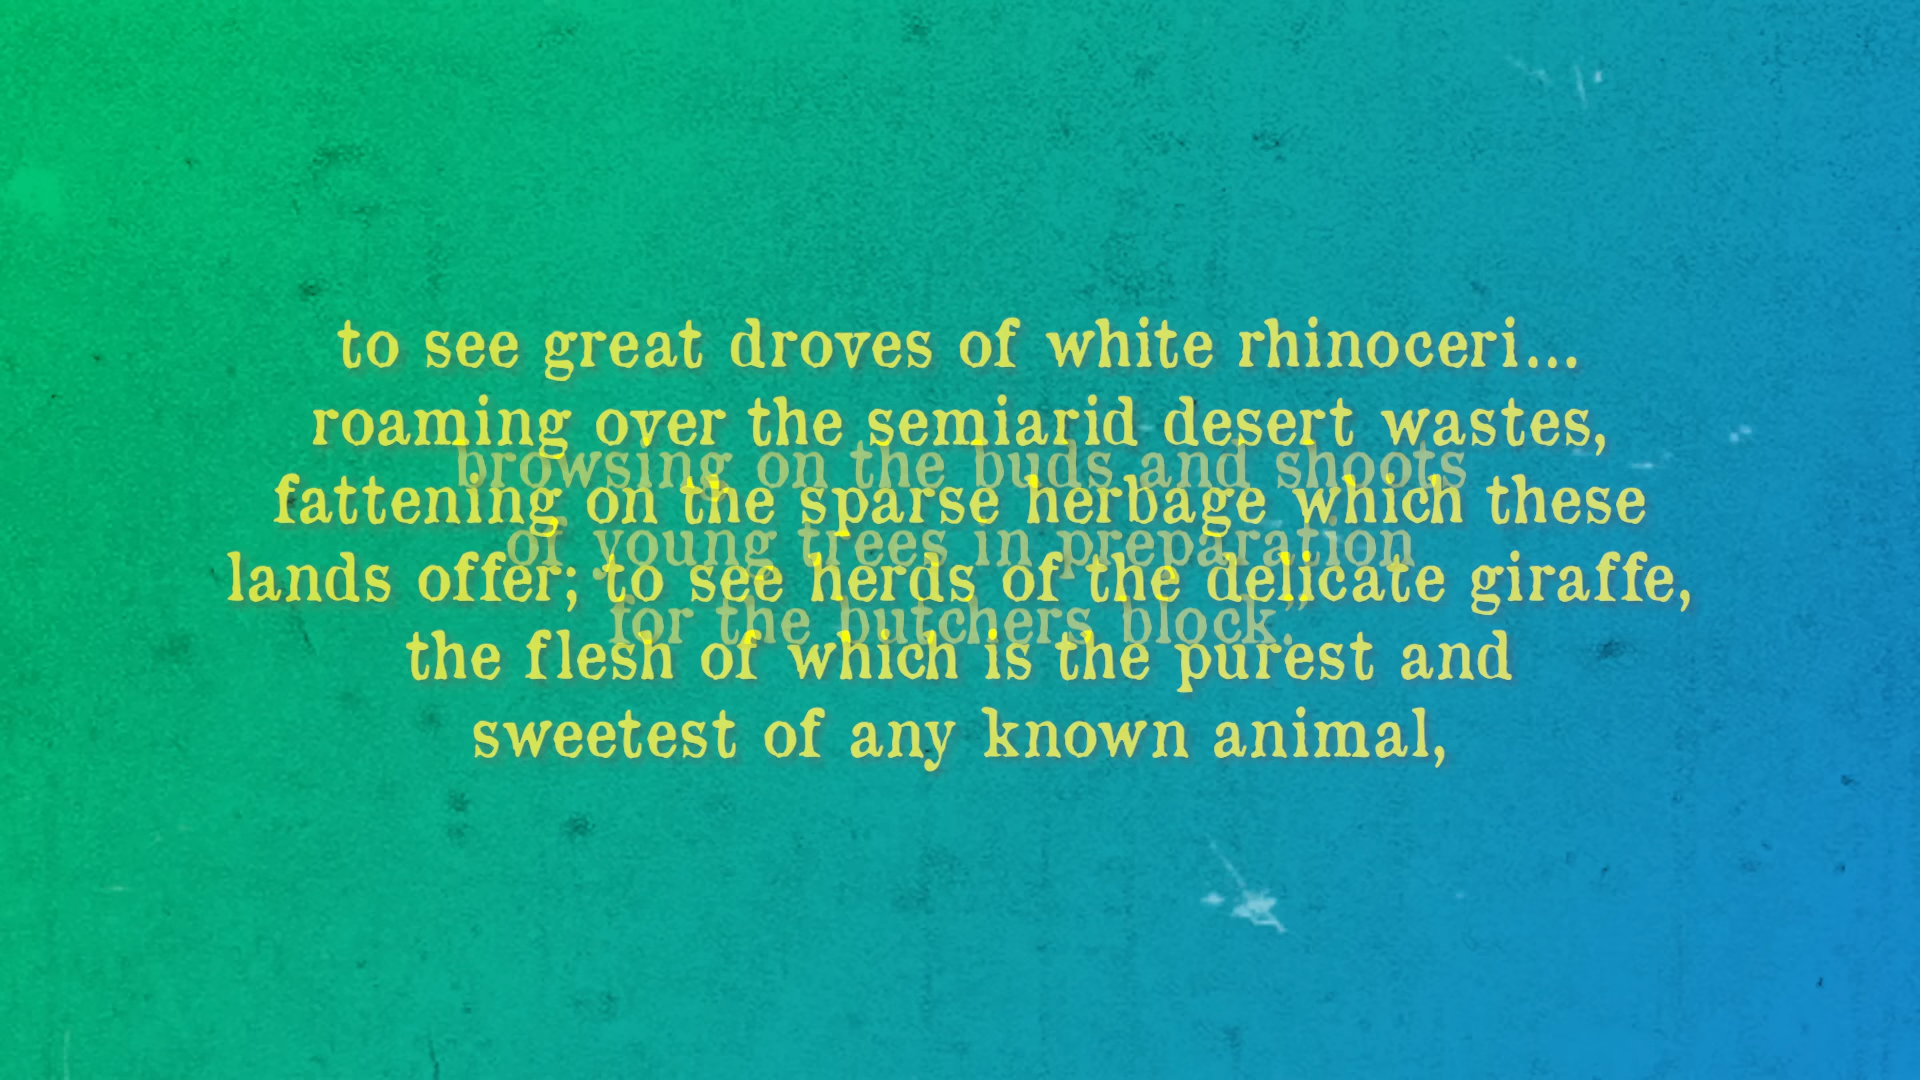 to see great droves of white rhinoceri...
roaming over the semiarid desert wastes,
fattening on the sparse herbage which these
lands offer; to see herds of the delicate giraffe,
the flesh of which is the purest and
sweetest of any known animal,
browsing on the buds and shoots
of young trees in preparation
for the butchers block.”